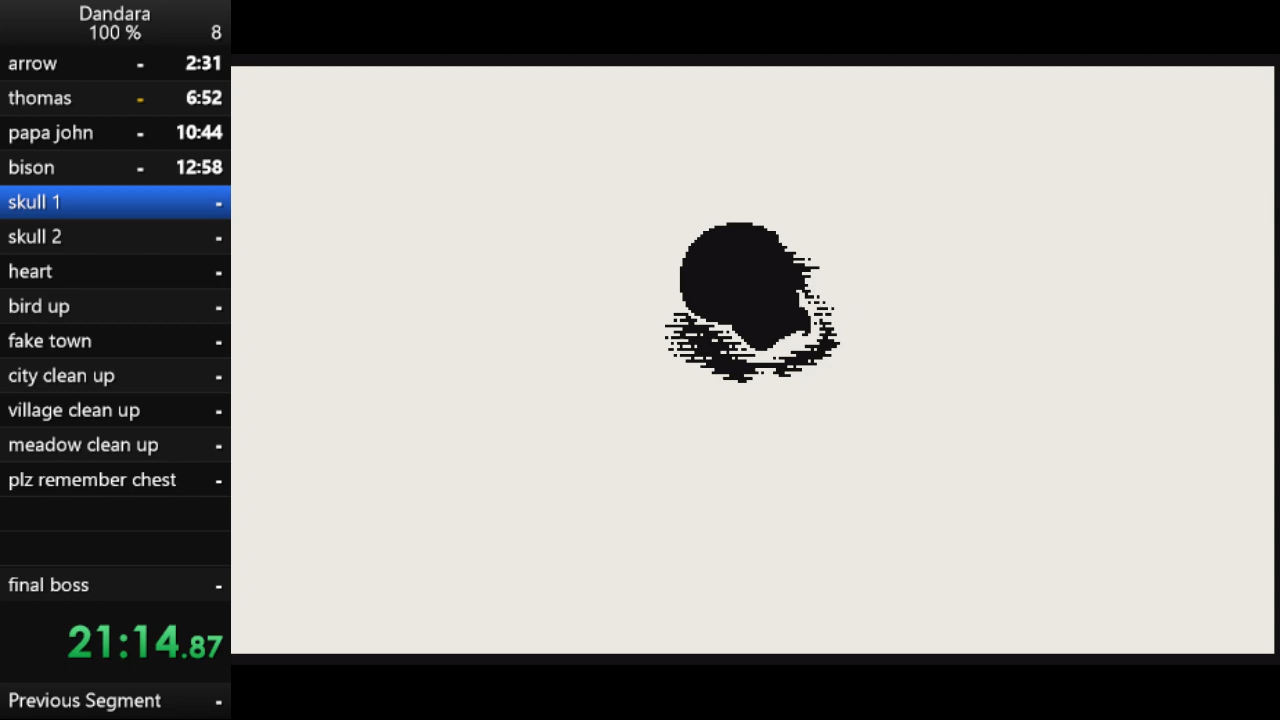 Dandara
100 % 8
arrow - 2:31
thomas - 6:52
papa john - 10:44
bison - 12:58
skull 1 -
skull 2 -
heart -
bird up -
fake town -
city clean up -
village clean up -
meadow clean up -
plz remember chest -
final boss -
21:14.87
Previous Segment -